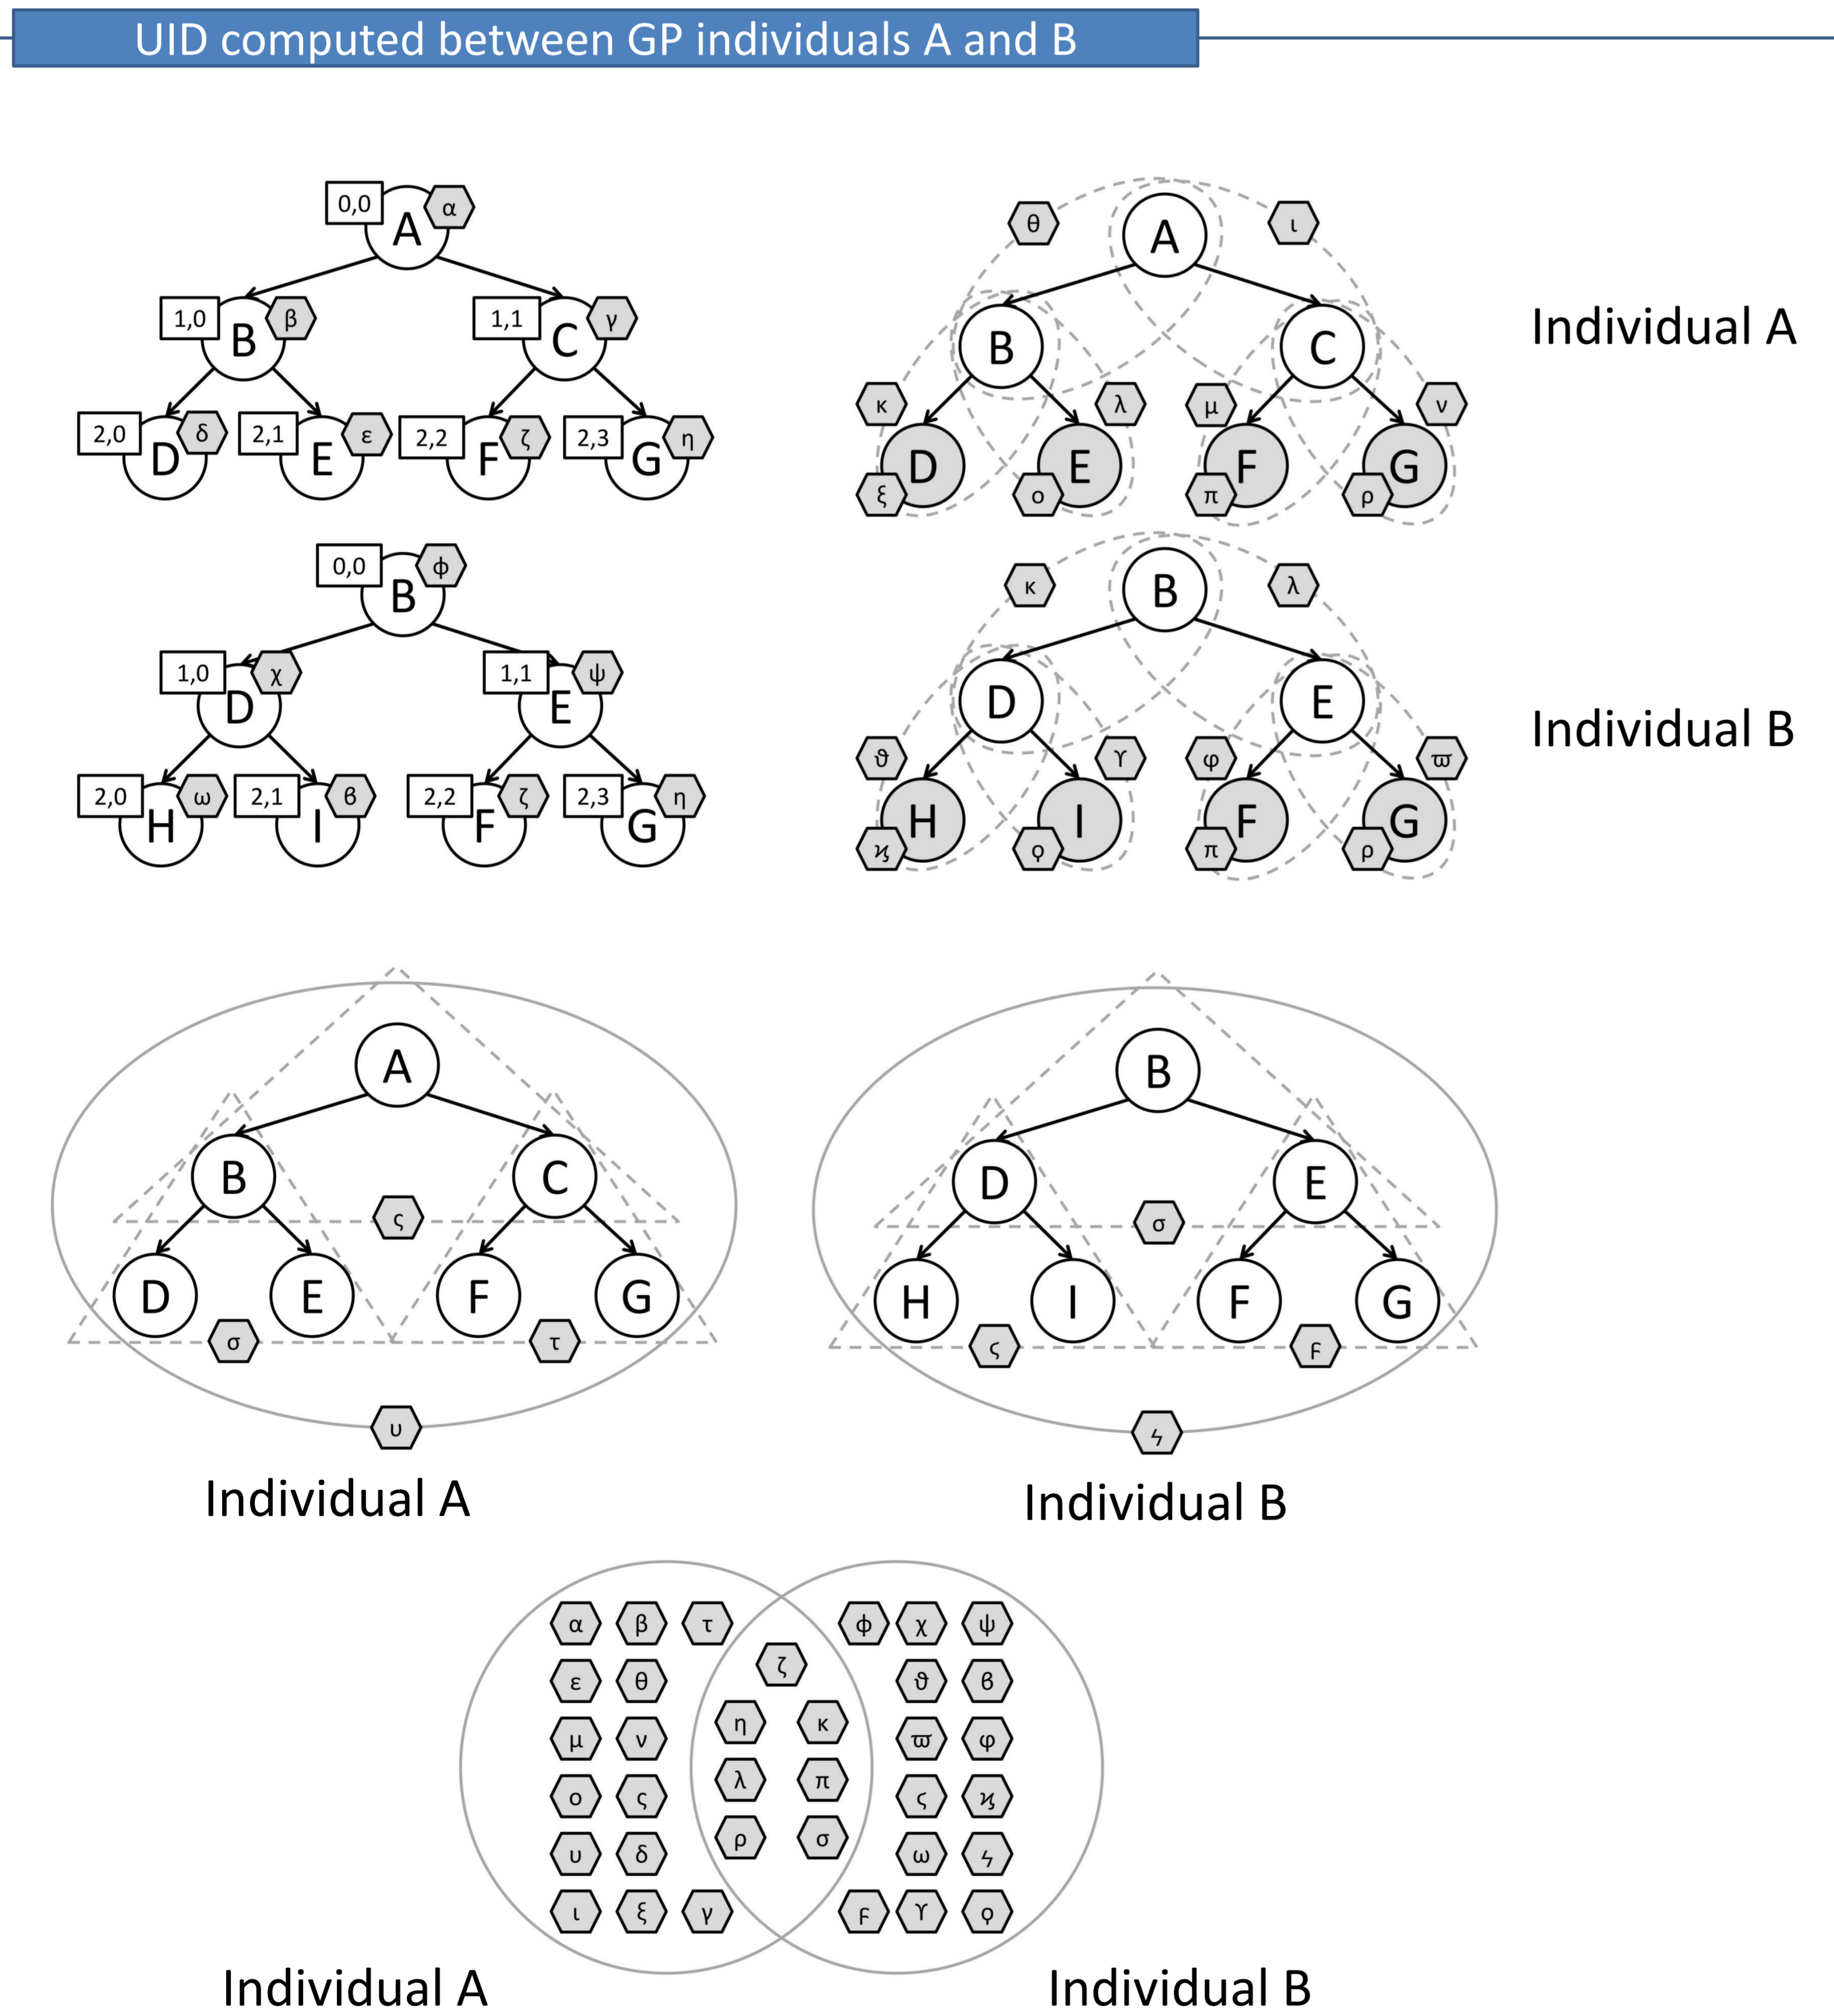 UID computed between GP individuals A and B
0,0 A α
1,0 B β 1,1 C γ
2,0 D δ 2,1 E ε 2,2 F ζ 2,3 G η
θ A ι
B C
κ λ μ ν
D E F G
ξ ο π ρ
Individual A
0,0 B ϕ
1,0 D χ 1,1 E ψ
2,0 H ω 2,1 I ϐ 2,2 F ζ 2,3 G η
κ B λ
D E
ϑ ϒ φ ϖ
H I F G
ϗ ϙ π ρ
Individual B
A
B C
ς
D E F G
σ τ
υ
Individual A
B
D E
σ
H I F G
ϛ ϝ
ϟ
Individual B
α β τ ϕ χ ψ
ζ
ε θ ϑ ϐ
η κ
μ ν ϖ φ
λ π
ο ς ϛ ϗ
ρ σ
υ δ ω ϟ
ι ξ γ ϝ ϒ ϙ
Individual A
Individual B